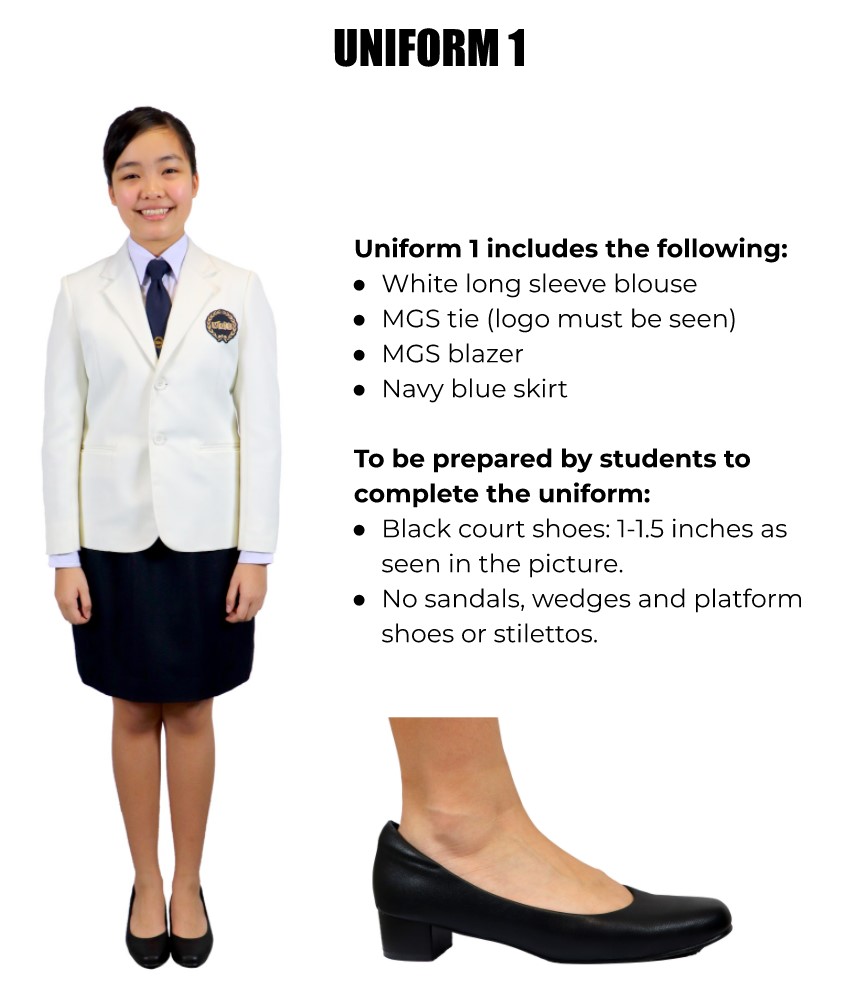 UNIFORM 1
Uniform 1 includes the following:
● White long sleeve blouse
● MGS tie (logo must be seen)
● MGS blazer
● Navy blue skirt
To be prepared by students to
complete the uniform:
● Black court shoes: 1-1.5 inches as
seen in the picture.
● No sandals, wedges and platform
shoes or stilettos.